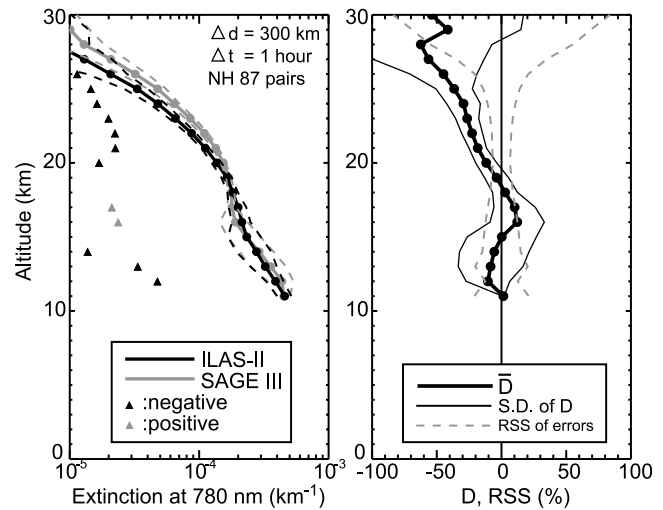 Δd = 300 km
Δt = 1 hour
NH 87 pairs
30
20
10
0
Altitude (km)
ILAS-II
SAGE III
▲:negative
▲:positive
10⁻⁵
10⁻⁴
10⁻³
Extinction at 780 nm (km⁻¹)
30
20
10
0
D̅
S.D. of D
RSS of errors
-100
-50
0
50
100
D, RSS (%)